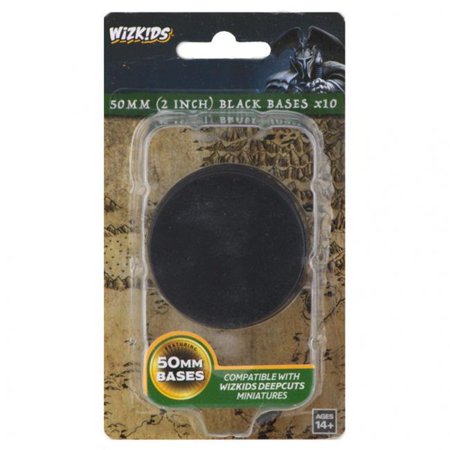 WIZKIDS
50MM (2 INCH) BLACK BASES x10
FEATURING
50MM
BASES
COMPATIBLE WITH
WIZKIDS DEEPCUTS
MINIATURES
AGES
14+